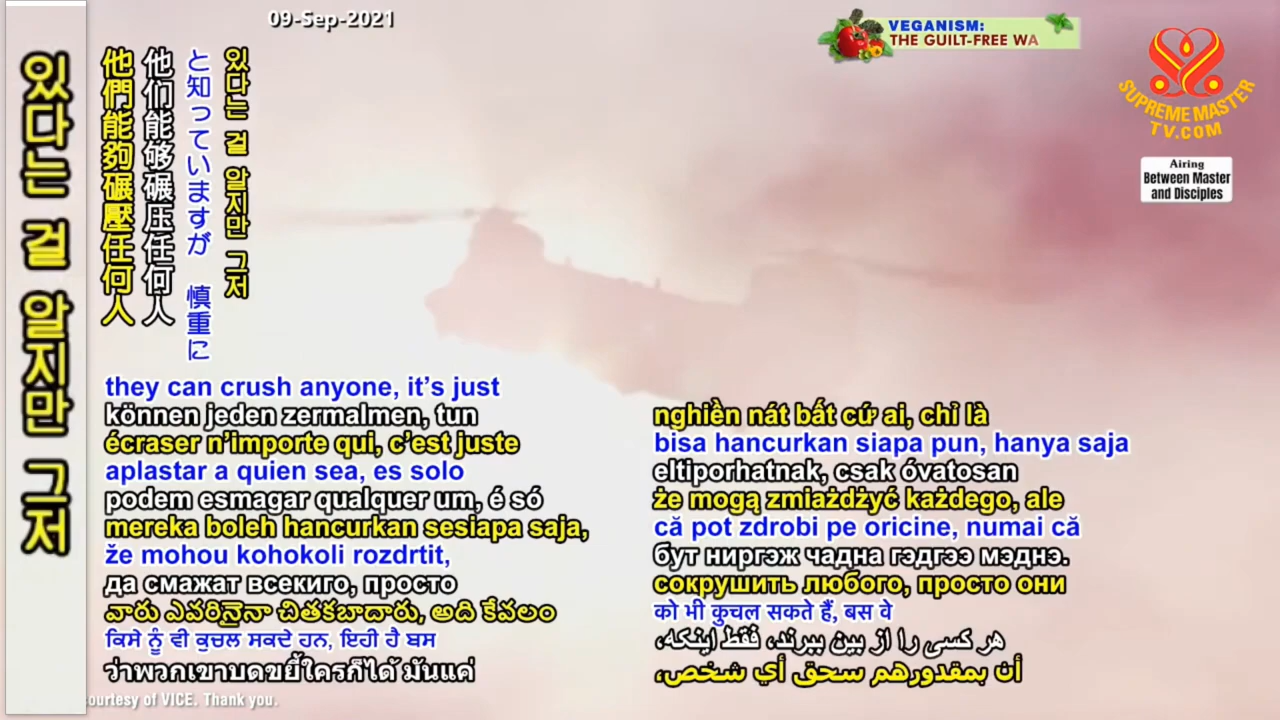 09-Sep-2021
VEGANISM:
THE GUILT-FREE WA
SUPREME MASTER
TV.COM
Airing
Between Master
and Disciples
있다는 걸 알지만 그저
他們能夠碾壓任何人
他们能够碾压任何人
と知っていますが 慎重に
있다는 걸 알지만 그저
they can crush anyone, it’s just
können jeden zermalmen, tun
écraser n’importe qui, c’est juste
aplastar a quien sea, es solo
podem esmagar qualquer um, é só
mereka boleh hancurkan sesiapa saja,
že mohou kohokoli rozdrtit,
да смажат всекиго, просто
వారు ఎవరినైనా చితకబాదారు, అది కేవలం
ਕਿਸੇ ਨੂੰ ਵੀ ਕੁਚਲ ਸਕਦੇ ਹਨ, ਇਹੀ ਹੈ ਬਸ
ว่าพวกเขาบดขยี้ใครก็ได้ มันแค่
nghiền nát bất cứ ai, chỉ là
bisa hancurkan siapa pun, hanya saja
eltiporhatnak, csak óvatosan
że mogą zmiażdżyć każdego, ale
că pot zdrobi pe oricine, numai că
бут ниргэж чадна гэдгээ мэднэ.
сокрушить любого, просто они
को भी कुचल सकते हैं, बस वे
هر کسی را از بین ببرند، فقط اینکه،
أن بمقدورهم سحق أي شخص،
ourtesy of VICE. Thank you.